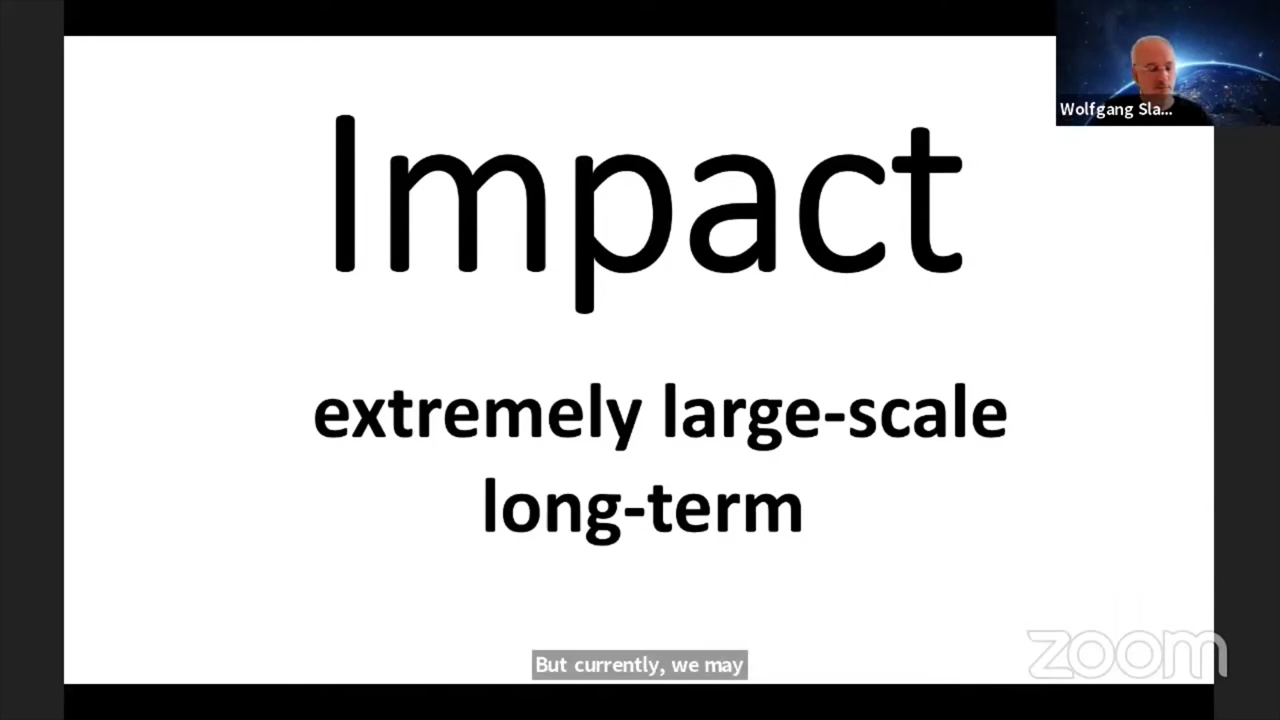 Wolfgang Sla...
Impact
extremely large-scale
long-term
But currently, we may
zoom